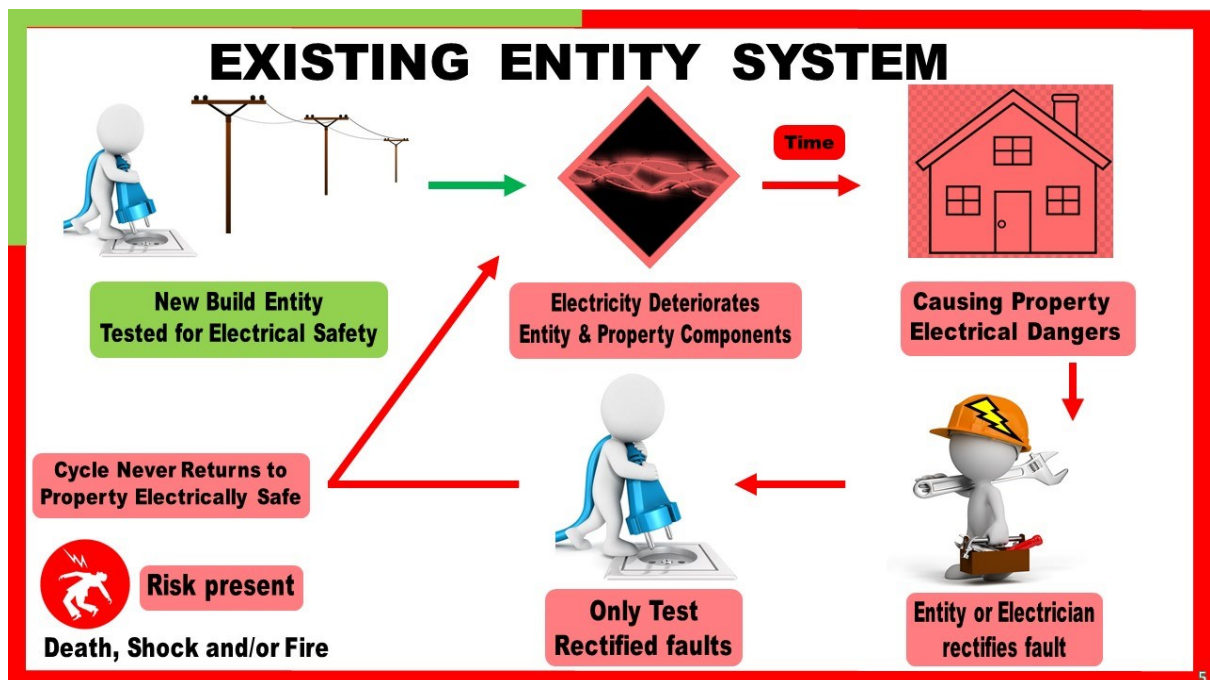 EXISTING ENTITY SYSTEM
Time
New Build Entity
Tested for Electrical Safety
Electricity Deteriorates
Entity & Property Components
Causing Property
Electrical Dangers
Cycle Never Returns to
Property Electrically Safe
Risk present
Death, Shock and/or Fire
Only Test
Rectified faults
Entity or Electrician
rectifies fault
5